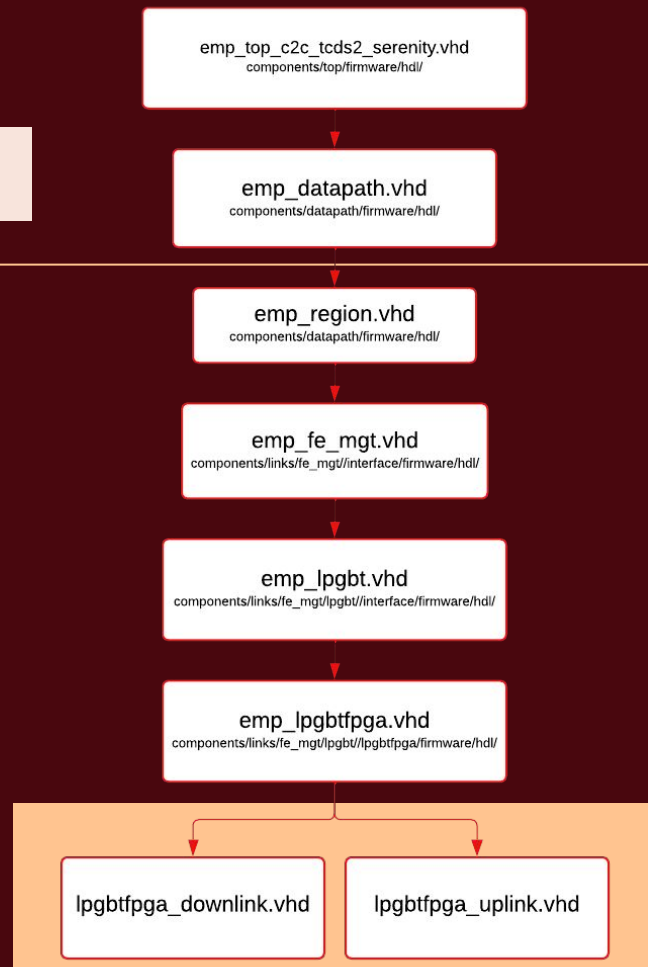 emp_top_c2c_tcds2_serenity.vhd
components/top/firmware/hdl/
emp_datapath.vhd
components/datapath/firmware/hdl/
emp_region.vhd
components/datapath/firmware/hdl/
emp_fe_mgt.vhd
components/links/fe_mgt//interface/firmware/hdl/
emp_lpgbt.vhd
components/links/fe_mgt/lpgbt//interface/firmware/hdl/
emp_lpgbtfpga.vhd
components/links/fe_mgt/lpgbt//lpgbtfpga/firmware/hdl/
lpgbtfpga_downlink.vhd
lpgbtfpga_uplink.vhd